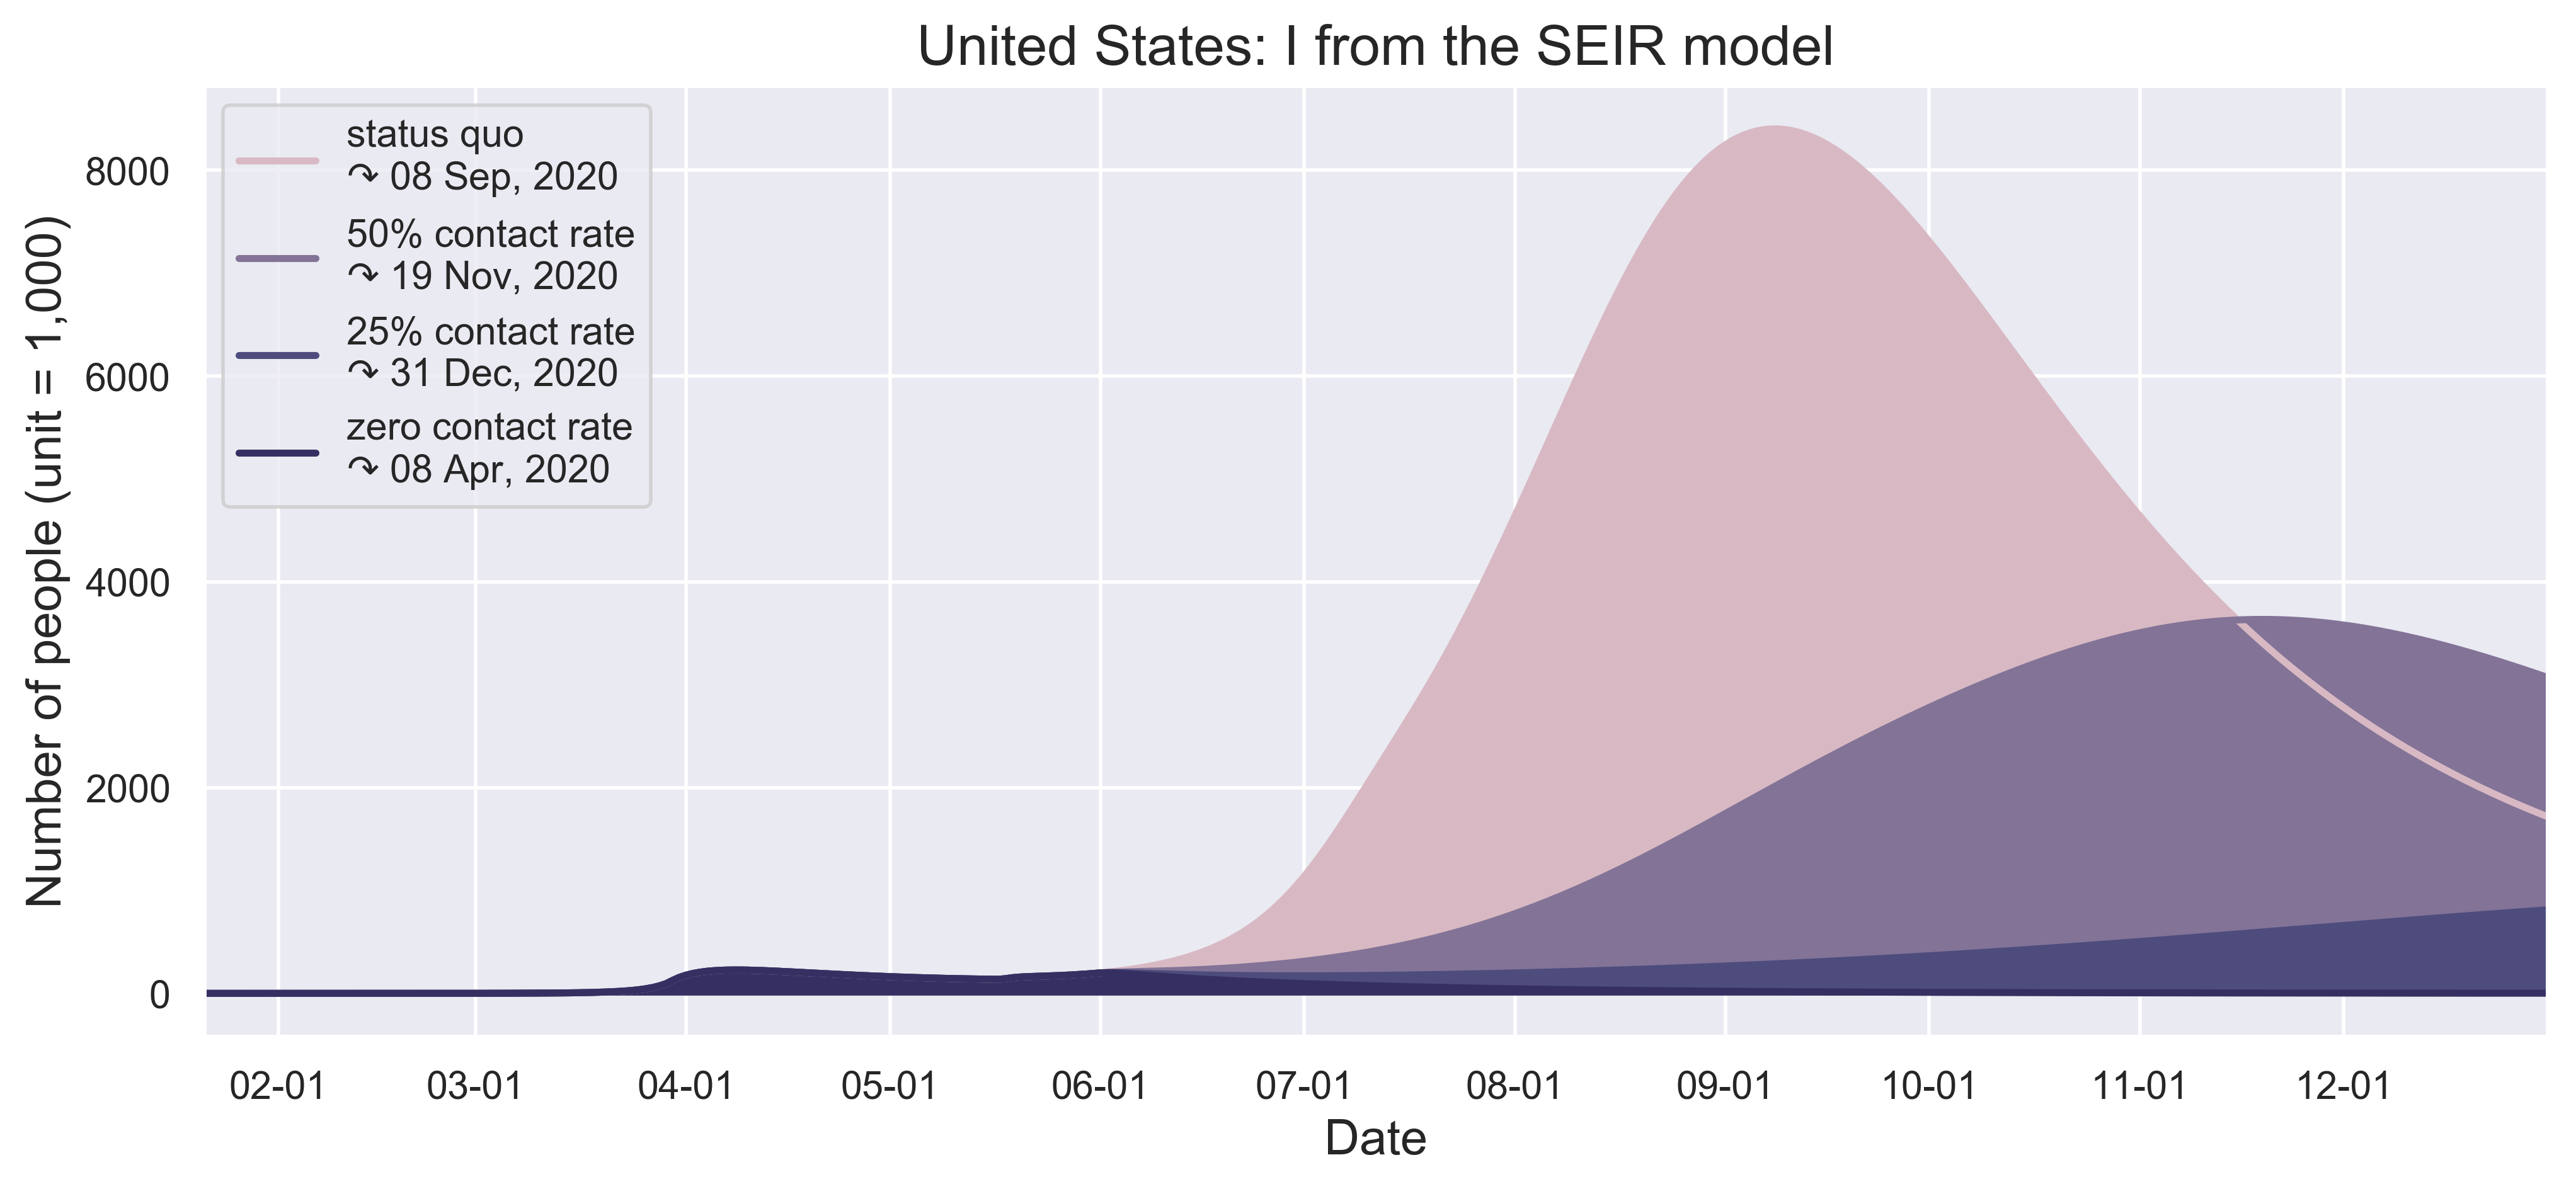 United States: I from the SEIR model
status quo
↷ 08 Sep, 2020
50% contact rate
↷ 19 Nov, 2020
25% contact rate
↷ 31 Dec, 2020
zero contact rate
↷ 08 Apr, 2020
Number of people (unit = 1,000)
8000
6000
4000
2000
0
02-01 03-01 04-01 05-01 06-01 07-01 08-01 09-01 10-01 11-01 12-01
Date